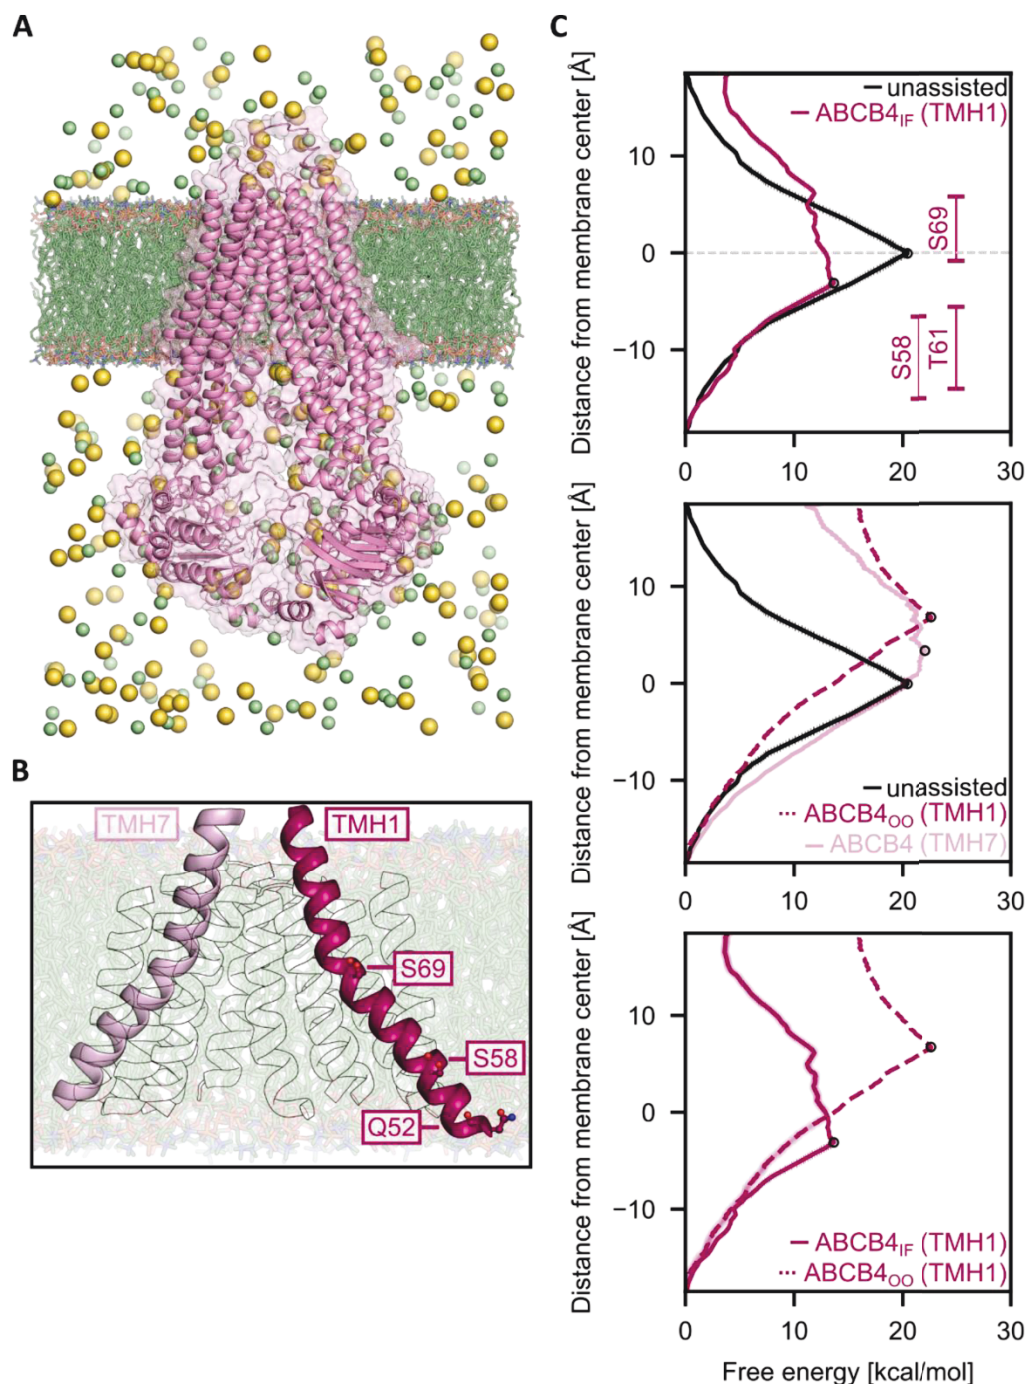 A
C
Distance from membrane center [Å]
unassisted
ABCB4IF (TMH1)
10
0
−10
S69
S58
T61
0
10
20
30
Distance from membrane center [Å]
10
0
−10
unassisted
ABCB4OO (TMH1)
ABCB4 (TMH7)
0
10
20
30
B
TMH7
TMH1
S69
S58
Q52
Distance from membrane center [Å]
10
0
−10
ABCB4IF (TMH1)
ABCB4OO (TMH1)
0
10
20
30
Free energy [kcal/mol]